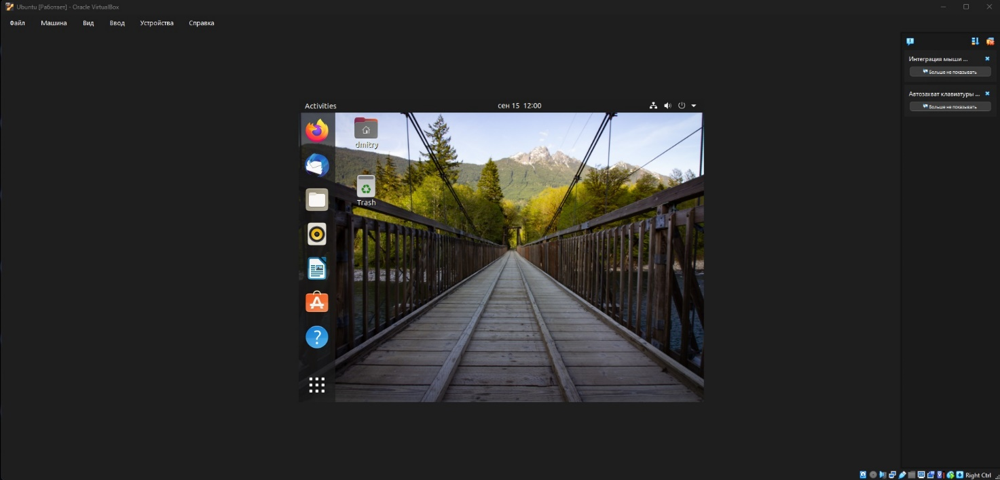 Ubuntu [Работает] - Oracle VirtualBox
Файл Машина Вид Ввод Устройства Справка
Интеграция мыши ...
Больше не показывать
Автозахват клавиатуры ...
Больше не показывать
Activities сен 15 12:00
dmitry
Trash
Right Ctrl